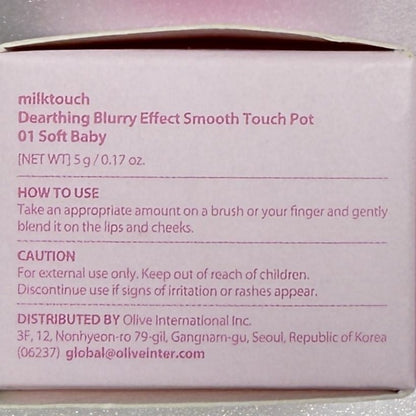 milktouch
Dearthing Blurry Effect Smooth Touch Pot
01 Soft Baby
[NET WT] 5 g / 0.17 oz.
HOW TO USE
Take an appropriate amount on a brush or your finger and gently
blend it on the lips and cheeks.
CAUTION
For external use only. Keep out of reach of children.
Discontinue use if signs of irritation or rashes appear.
DISTRIBUTED BY Olive International Inc.
3F, 12, Nonhyeon-ro 79-gil, Gangnam-gu, Seoul, Republic of Korea
(06237) global@oliveinter.com